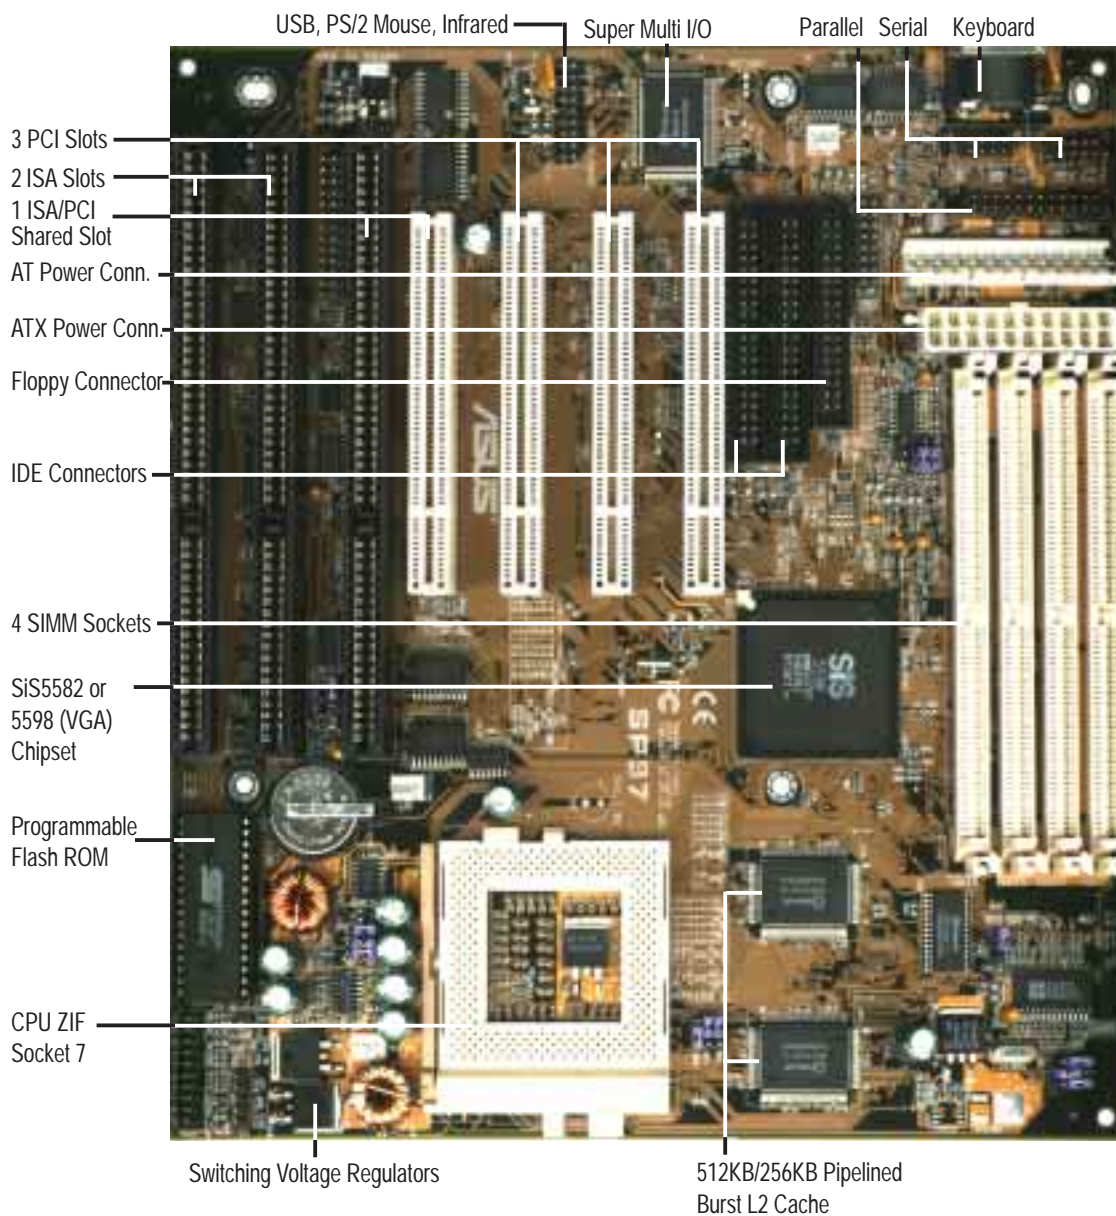 USB, PS/2 Mouse, Infrared
Super Multi I/O
Parallel
Serial
Keyboard
3 PCI Slots
2 ISA Slots
1 ISA/PCI
Shared Slot
AT Power Conn.
ATX Power Conn.
Floppy Connector
IDE Connectors
4 SIMM Sockets
SiS5582 or
5598 (VGA)
Chipset
Programmable
Flash ROM
CPU ZIF
Socket 7
Switching Voltage Regulators
512KB/256KB Pipelined
Burst L2 Cache
ASUS
SiS
CE